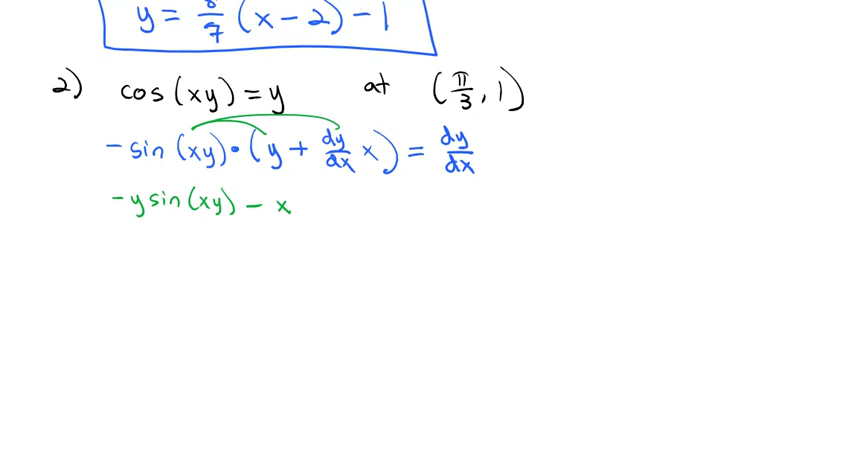 y = 8/7 (x - 2) - 1
2) cos(xy) = y at (π/3, 1)
-sin(xy) • (y + dy/dx x) = dy/dx
-y sin(xy) - x